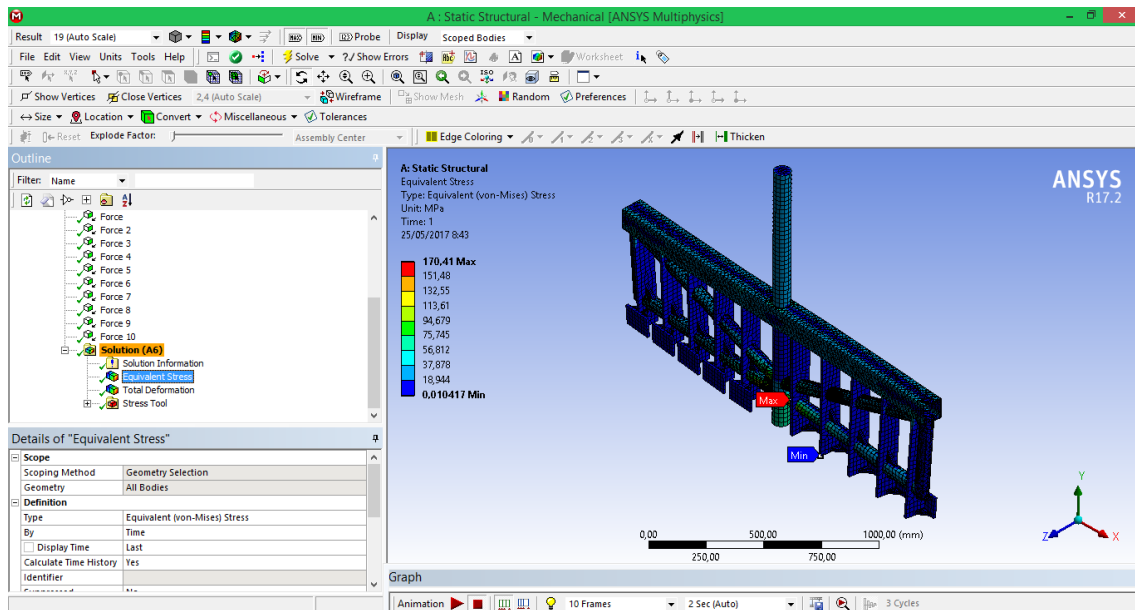 A : Static Structural - Mechanical [ANSYS Multiphysics]
Result 19 (Auto Scale) Probe Display Scoped Bodies
File Edit View Units Tools Help Solve ?/ Show Errors Worksheet
Show Vertices Close Vertices 2,4 (Auto Scale) Wireframe Show Mesh Random Preferences
Size Location Convert Miscellaneous Tolerances
Reset Explode Factor: Assembly Center Edge Coloring Thicken
Outline
Filter: Name
Force
Force 2
Force 3
Force 4
Force 5
Force 6
Force 7
Force 8
Force 9
Force 10
Solution (A6)
Solution Information
Equivalent Stress
Total Deformation
Stress Tool
Details of "Equivalent Stress"
Scope
Scoping Method Geometry Selection
Geometry All Bodies
Definition
Type Equivalent (von-Mises) Stress
By Time
Display Time Last
Calculate Time History Yes
Identifier
A: Static Structural
Equivalent Stress
Type: Equivalent (von-Mises) Stress
Unit: MPa
Time: 1
25/05/2017 8:43
170,41 Max
151,48
132,55
113,61
94,679
75,745
56,812
37,878
18,944
0,010417 Min
ANSYS
R17.2
Max
Min
0,00 500,00 1000,00 (mm)
250,00 750,00
Y
Z X
Graph
Animation 10 Frames 2 Sec (Auto) 3 Cycles